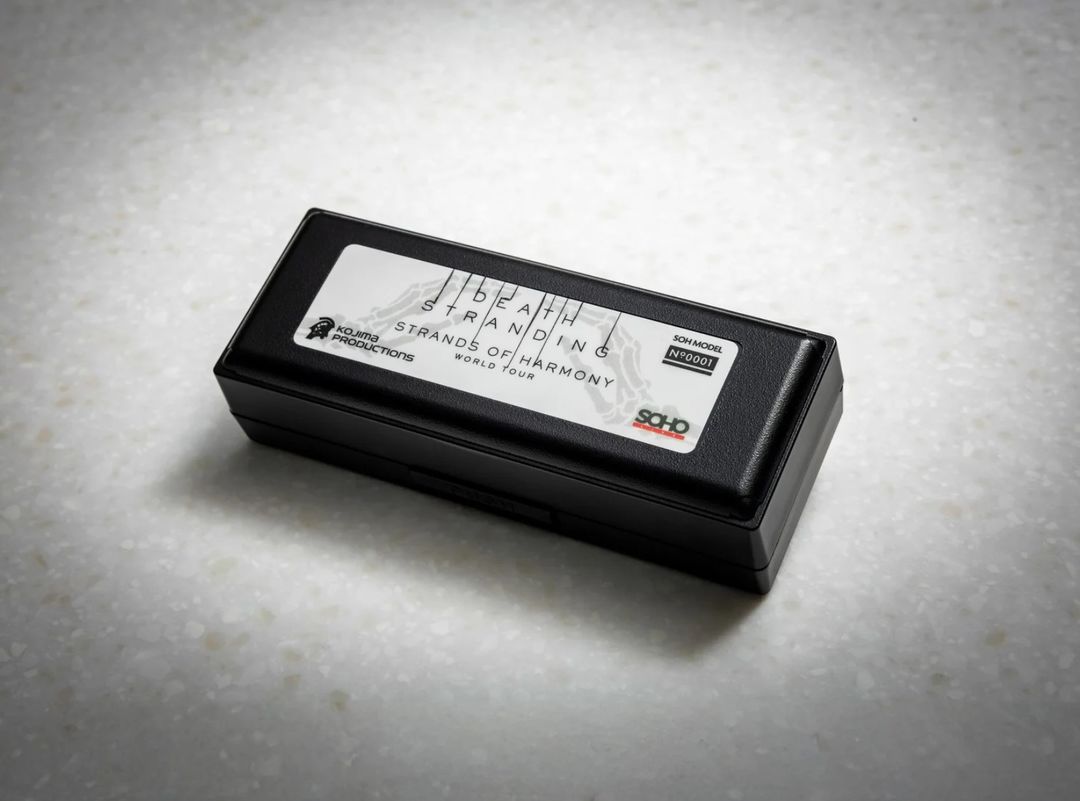 DEATH
STRANDING
STRANDS OF HARMONY
WORLD TOUR
KOJIMA
PRODUCTIONS
SOH MODEL
Nº0001
SOHO